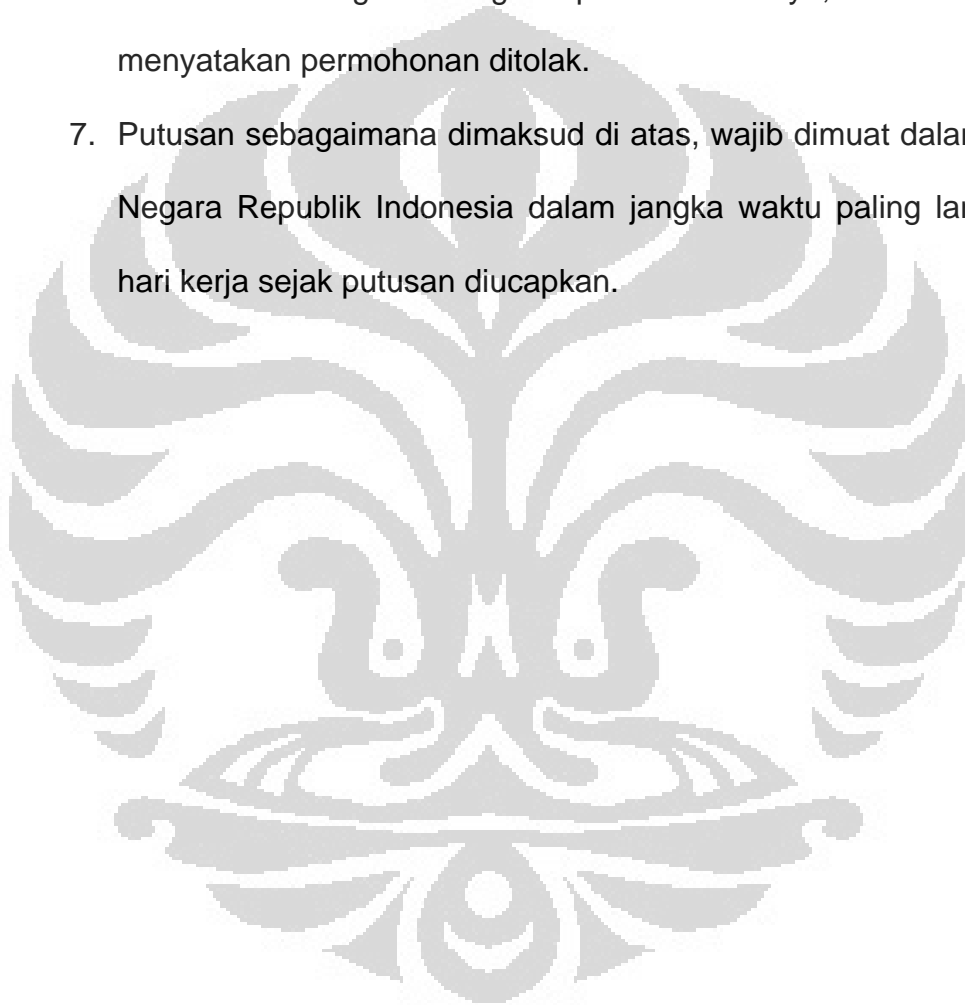 menyatakan permohonan ditolak.
7. Putusan sebagaimana dimaksud di atas, wajib dimuat
Negara Republik Indonesia dalam jangka waktu paling
hari kerja sejak putusan diucapkan.